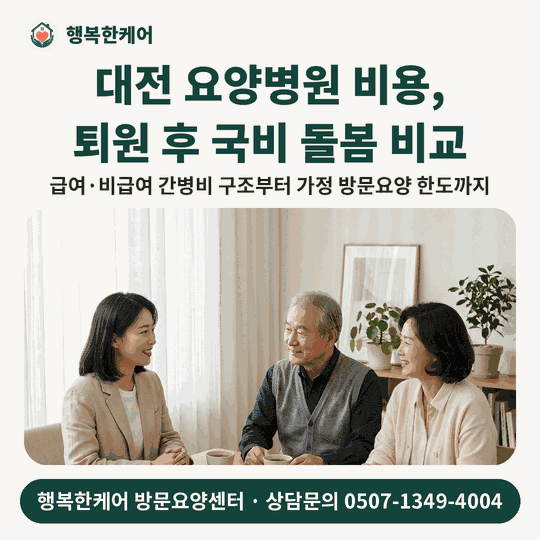 행복한케어
대전 요양병원 비용,
퇴원 후 국비 돌봄 비교
급여·비급여 간병비 구조부터 가정 방문요양 한도까지
행복한케어 방문요양센터 · 상담문의 0507-1349-4004